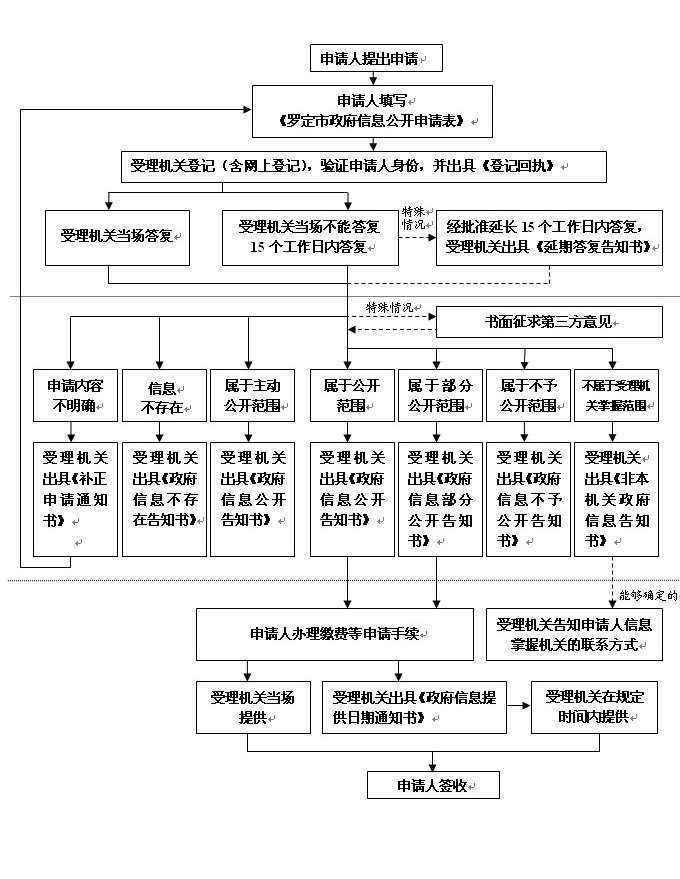 申请人提出申请
申请人填写
《罗定市政府信息公开申请表》
受理机关登记（含网上登记），验证申请人身份，并出具《登记回执》
受理机关当场答复
受理机关当场不能答复
15个工作日内答复
特殊
情况
经批准延长15个工作日内答复，
受理机关出具《延期答复告知书》
特殊情况
书面征求第三方意见
申请内容
不明确
信息
不存在
属于主动
公开范围
属于公开
范围
属于部分
公开范围
属于不予
公开范围
不属于受理机
关掌握范围
受理机关
出具《补正
申请通知
书》
受理机关
出具《政府
信息不存
在告知书》
受理机关
出具《政府
信息公开
告知书》
受理机关
出具《政府
信息公开
告知书》
受理机关
出具《政府
信息部分
公开告知
书》
受理机关
出具《政府
信息不予
公开告知
书》
受理机关
出具《非本
机关政府
信息告知
书》
能够确定的
申请人办理缴费等申请手续
受理机关告知申请人信息
掌握机关的联系方式
受理机关当场
提供
受理机关出具《政府信息提
供日期通知书》
受理机关在规定
时间内提供
申请人签收